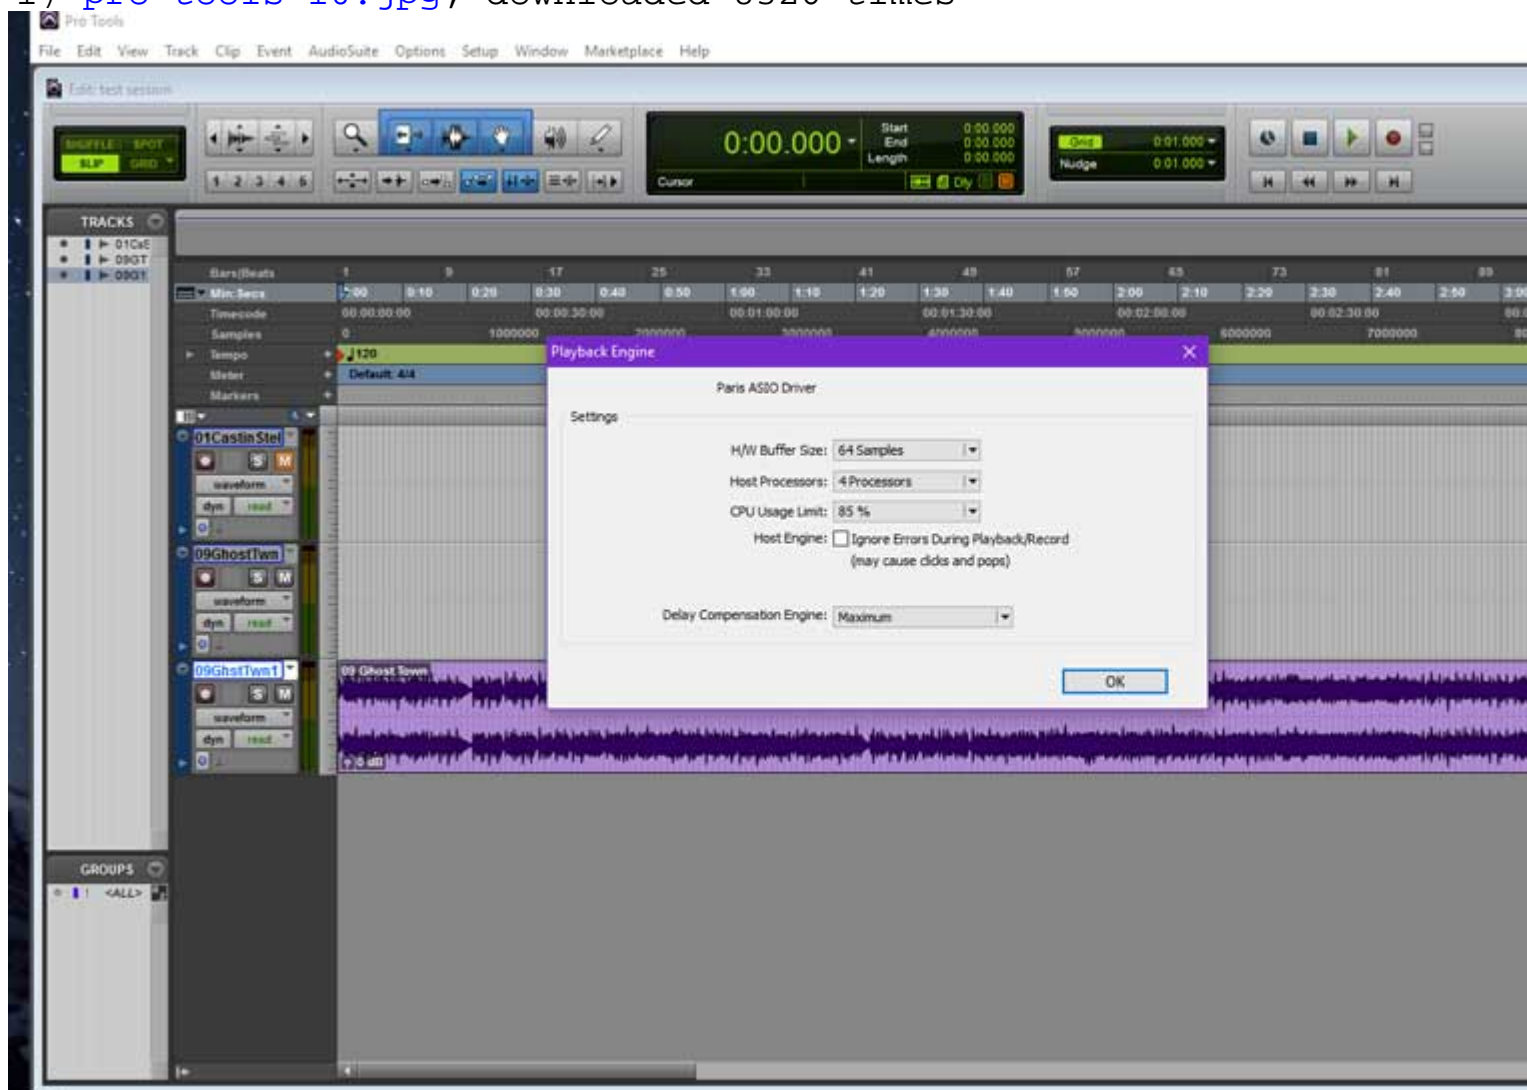 1) pro tools 10.jpg, downloaded 8520 times
Pro Tools
File Edit View Track Clip Event AudioSuite Options Setup Window Marketplace Help
Edit: test session
SHUFFLE SPOT
SLIP GRID
1 2 3 4 5
0:00.000
Start 0:00.000
End 0:00.000
Length 0:00.000
Cursor
Dly
Grid 0:01.000
Nudge 0:01.000
TRACKS
01CaS
09GT
09GT
Bars|Beats 1 9 17 25 33 41 49 57 65 73 81 89
Min:Secs 0:00 0:10 0:20 0:30 0:40 0:50 1:00 1:10 1:20 1:30 1:40 1:50 2:00 2:10 2:20 2:30 2:40 2:50 3:00
Timecode 00:00:00:00 00:00:30:00 00:01:00:00 00:01:30:00 00:02:00:00 00:02:30:00
Samples 0 1000000 2000000 3000000 4000000 5000000 6000000 7000000
Tempo 120
Meter Default: 4/4
Markers
Playback Engine
Paris ASIO Driver
Settings
H/W Buffer Size: 64 Samples
Host Processors: 4 Processors
CPU Usage Limit: 85 %
Host Engine: Ignore Errors During Playback/Record
(may cause clicks and pops)
Delay Compensation Engine: Maximum
OK
01CastinStel
S M
waveform
dyn read
09GhostTwn
S M
waveform
dyn read
09GhstTwn1
S M
waveform
dyn read
09 Ghost Town
0 dB
GROUPS
! <ALL>